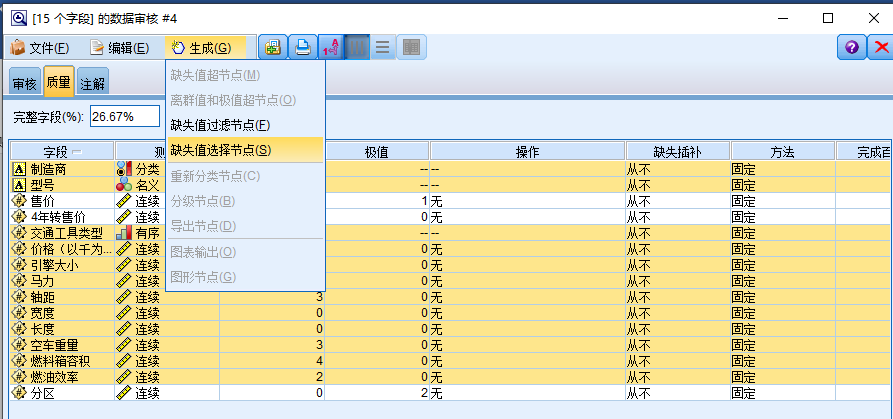 [15 个字段] 的数据审核 #4
文件(F) 编辑(E) 生成(G)
审核 质量 注解
完整字段(%): 26.67%
缺失值超节点(M)
离群值和极值超节点(O)
缺失值过滤节点(F)
缺失值选择节点(S)
重新分类节点(C)
分级节点(B)
导出节点(D)
图表输出(O)
图形节点(G)
字段 测 极值 操作 缺失插补 方法 完成百
制造商 分类 -- -- 从不 固定
型号 名义 -- -- 从不 固定
售价 连续 1 无 从不 固定
4年转售价 连续 0 无 从不 固定
交通工具类型 有序 -- -- 从不 固定
价格（以千为... 连续 0 无 从不 固定
引擎大小 连续 0 无 从不 固定
马力 连续 0 无 从不 固定
轴距 连续 3 0 无 从不 固定
宽度 连续 0 0 无 从不 固定
长度 连续 0 0 无 从不 固定
空车重量 连续 3 0 无 从不 固定
燃料箱容积 连续 4 0 无 从不 固定
燃油效率 连续 2 0 无 从不 固定
分区 连续 0 2 无 从不 固定